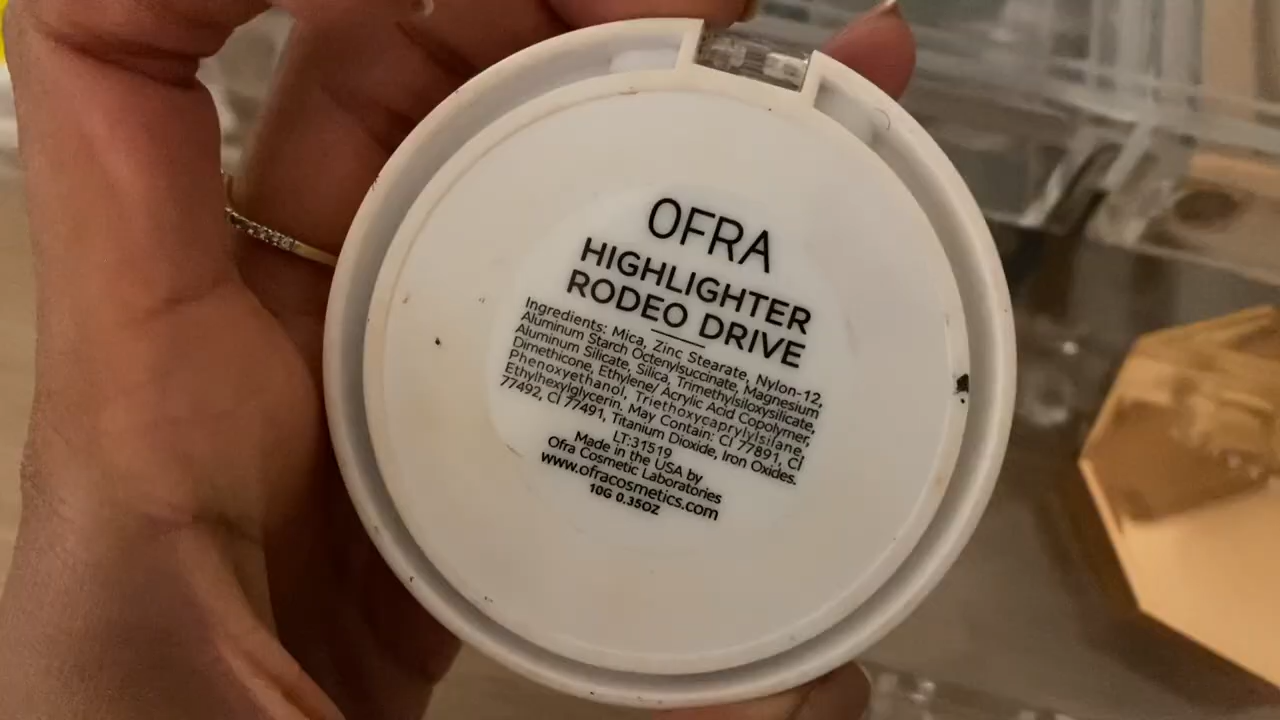 OFRA
HIGHLIGHTER
RODEO DRIVE
Ingredients: Mica, Zinc Stearate, Nylon-12,
Aluminum Starch Octenylsuccinate, Magnesium
Aluminum Silicate, Silica, Trimethylsiloxysilicate,
Dimethicone, Ethylene/ Acrylic Acid Copolymer,
Phenoxyethanol, Triethoxycaprylylsilane,
Ethylhexylglycerin. May Contain: CI 77891, CI
77492, CI 77491, Titanium Dioxide, Iron Oxides.
LT:31519
Made in the USA by
Ofra Cosmetic Laboratories
www.ofracosmetics.com
10G 0.35OZ